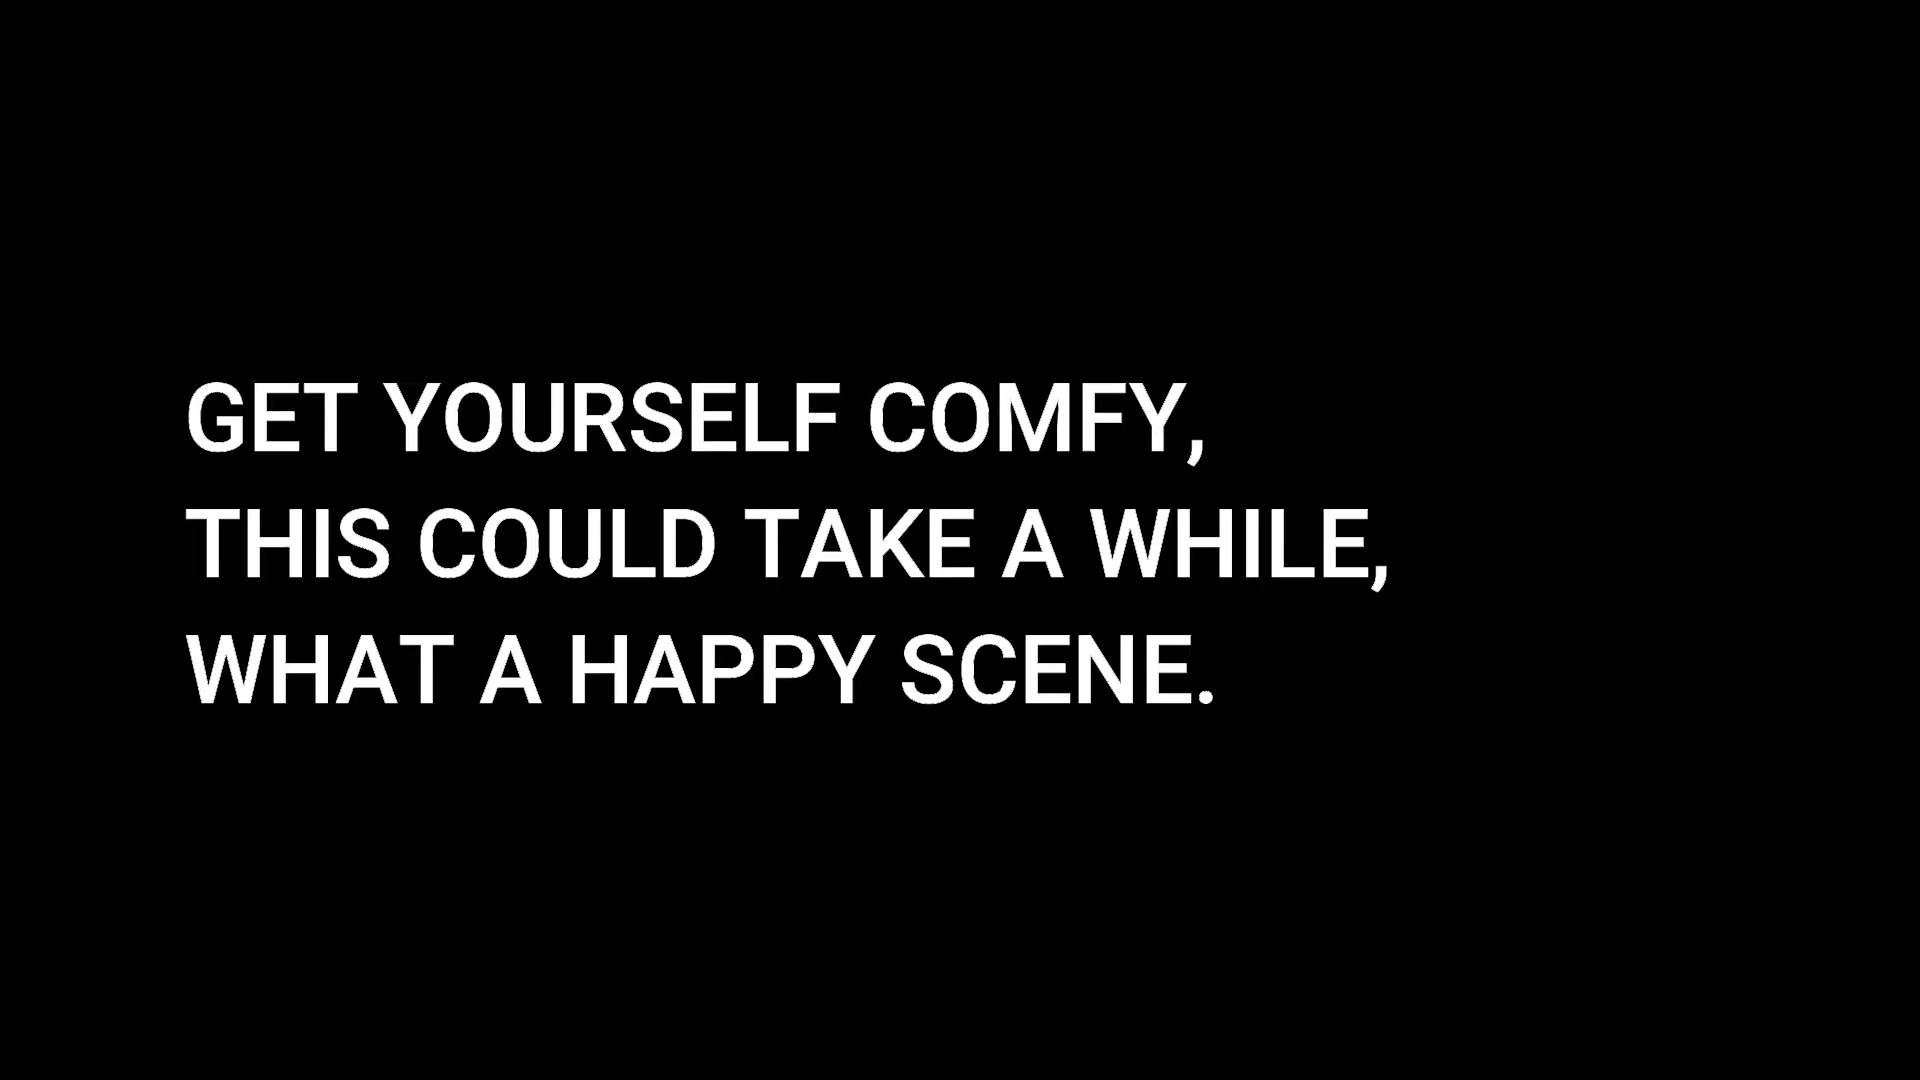 GET YOURSELF COMFY,
THIS COULD TAKE A WHILE,
WHAT A HAPPY SCENE.